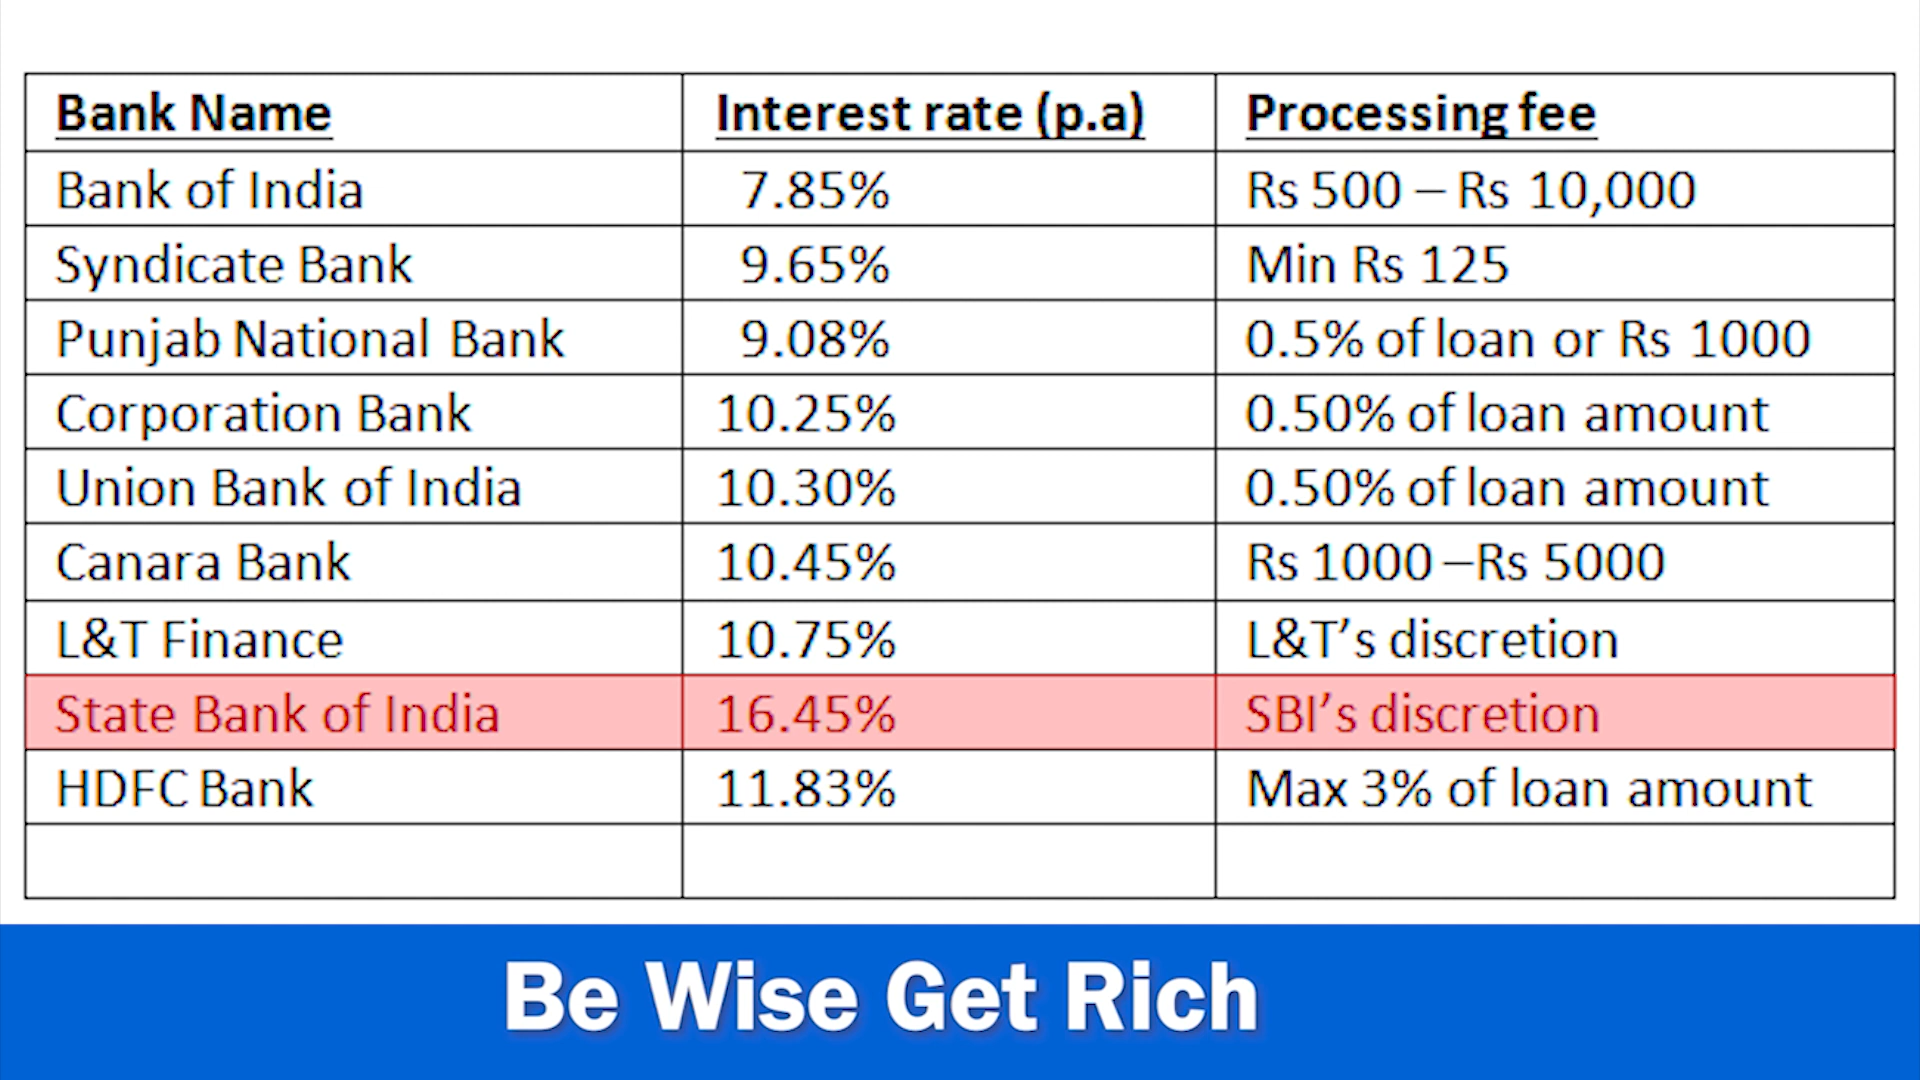 Bank Name Interest rate (p.a) Processing fee
Bank of India 7.85% Rs 500 – Rs 10,000
Syndicate Bank 9.65% Min Rs 125
Punjab National Bank 9.08% 0.5% of loan or Rs 1000
Corporation Bank 10.25% 0.50% of loan amount
Union Bank of India 10.30% 0.50% of loan amount
Canara Bank 10.45% Rs 1000 –Rs 5000
L&T Finance 10.75% L&T’s discretion
State Bank of India 16.45% SBI’s discretion
HDFC Bank 11.83% Max 3% of loan amount
Be Wise Get Rich